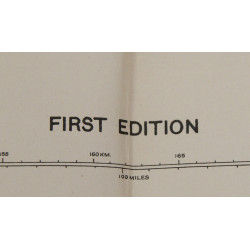 FIRST EDITION
160 KM.
165
100 MILES